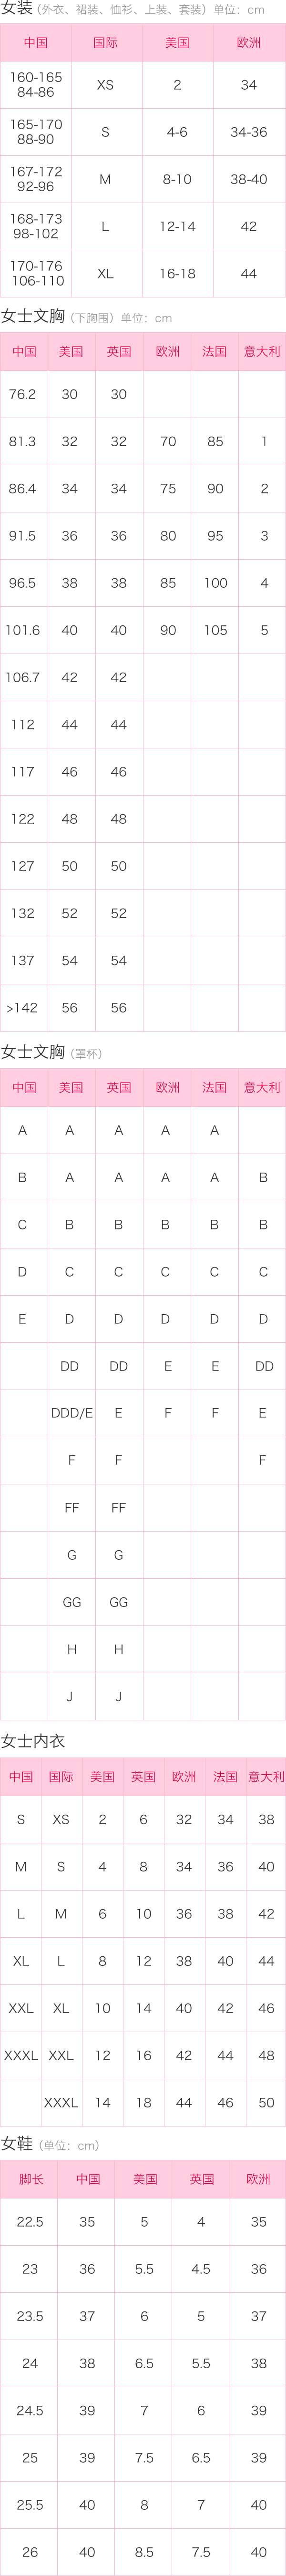 女装（外衣、裙装、恤衫、上装、套装）单位：cm
中国 国际 美国 欧洲
160-165
84-86 XS 2 34
165-170
88-90 S 4-6 34-36
167-172
92-96 M 8-10 38-40
168-173
98-102 L 12-14 42
170-176
106-110 XL 16-18 44
女士文胸（下胸围）单位：cm
中国 美国 英国 欧洲 法国 意大利
76.2 30 30
81.3 32 32 70 85 1
86.4 34 34 75 90 2
91.5 36 36 80 95 3
96.5 38 38 85 100 4
101.6 40 40 90 105 5
106.7 42 42
112 44 44
117 46 46
122 48 48
127 50 50
132 52 52
137 54 54
>142 56 56
女士文胸（罩杯）
中国 美国 英国 欧洲 法国 意大利
A A A A A
B A A A A B
C B B B B B
D C C C C C
E D D D D D
DD DD E E DD
DDD/E E F F E
F F F
FF FF
G G
GG GG
H H
J J
女士内衣
中国 国际 美国 英国 欧洲 法国 意大利
S XS 2 6 32 34 38
M S 4 8 34 36 40
L M 6 10 36 38 42
XL L 8 12 38 40 44
XXL XL 10 14 40 42 46
XXXL XXL 12 16 42 44 48
XXXL 14 18 44 46 50
女鞋（单位：cm）
脚长 中国 美国 英国 欧洲
22.5 35 5 4 35
23 36 5.5 4.5 36
23.5 37 6 5 37
24 38 6.5 5.5 38
24.5 39 7 6 39
25 39 7.5 6.5 39
25.5 40 8 7 40
26 40 8.5 7.5 40